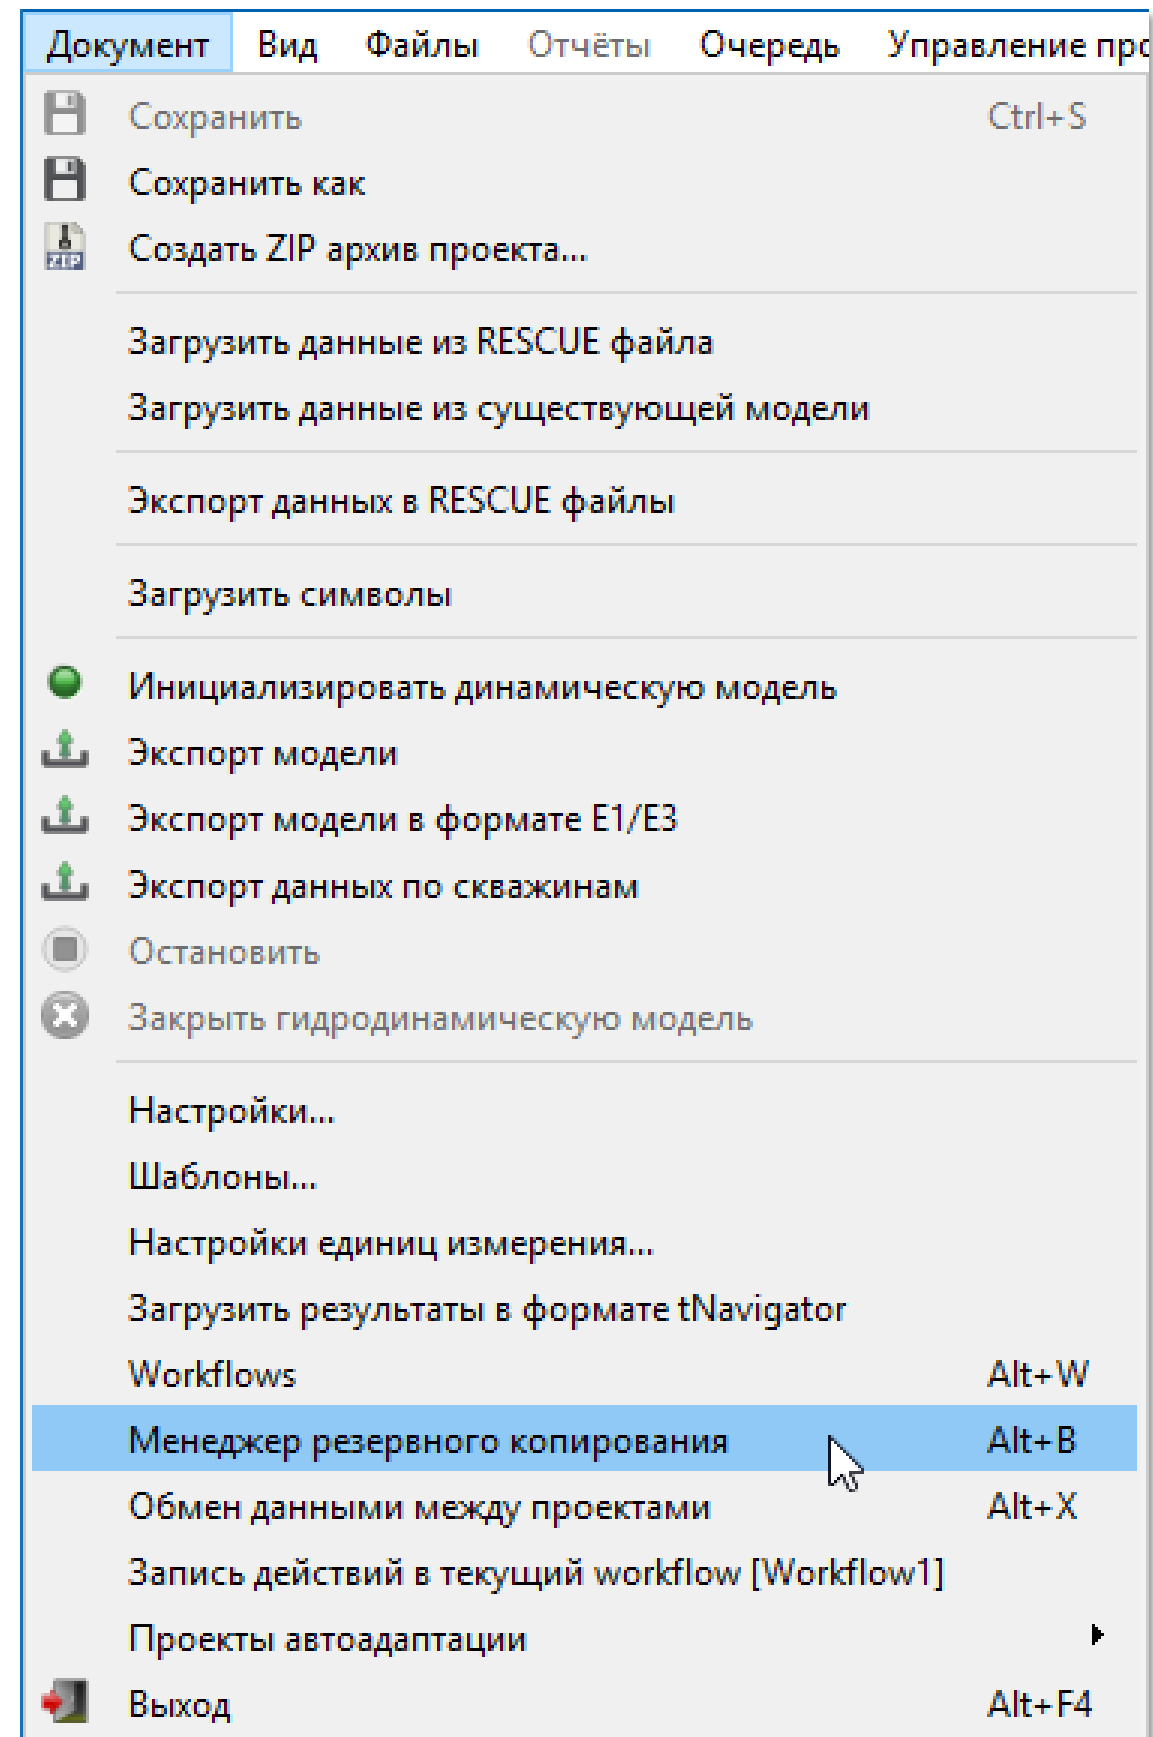 Документ Вид Файлы Отчёты Очередь Управление
Сохранить Ctrl+S
Сохранить как
ZIP Создать ZIP архив проекта...
Загрузить данные из RESCUE файла
Загрузить данные из существующей модели
Экспорт данных в RESCUE файлы
Загрузить символы
Инициализировать динамическую модель
Экспорт модели
Экспорт модели в формате E1/E3
Экспорт данных по скважинам
Остановить
Закрыть гидродинамическую модель
Настройки...
Шаблоны...
Настройки единиц измерения...
Загрузить результаты в формате tNavigator
Workflows Alt+W
Менеджер резервного копирования Alt+B
Обмен данными между проектами Alt+X
Запись действий в текущий workflow [Workflow1]
Проекты автоадаптации
Выход Alt+F4